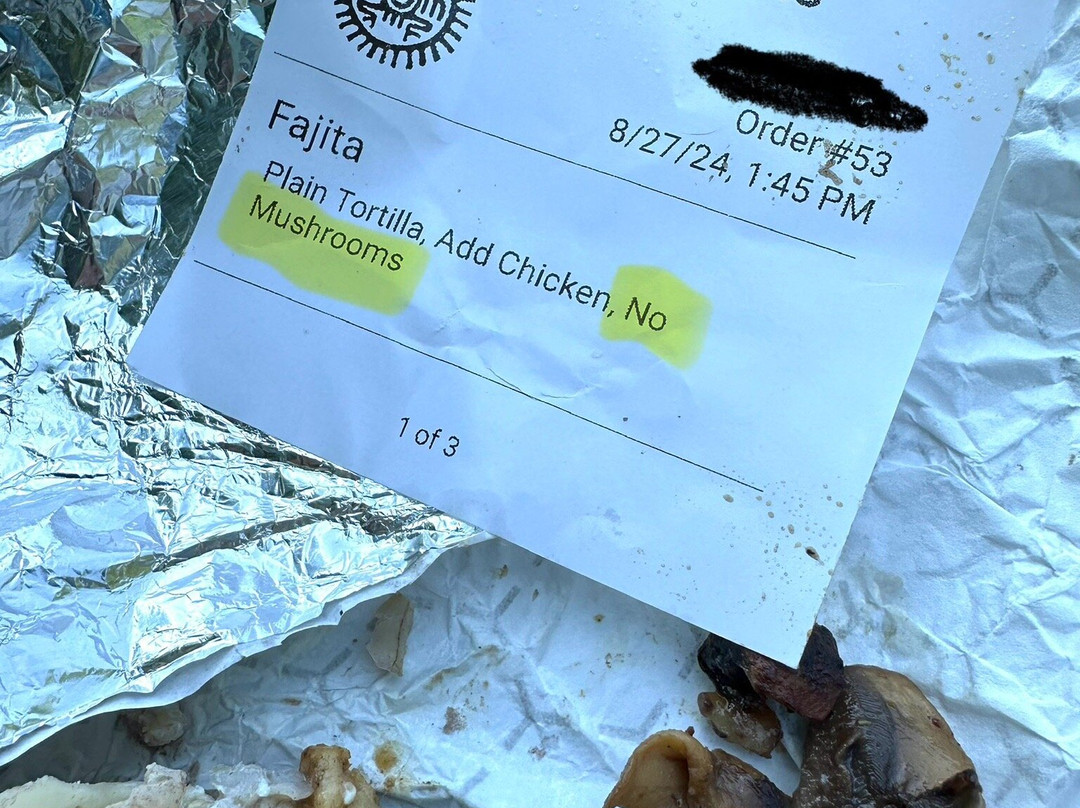 Order #53
8/27/24, 1:45 PM
Fajita
Plain Tortilla, Add Chicken, No
Mushrooms
1 of 3